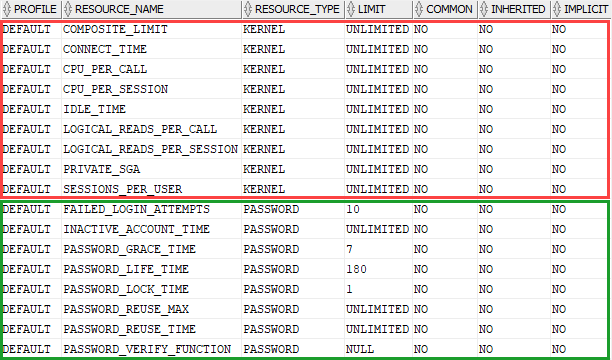 PROFILE RESOURCE_NAME RESOURCE_TYPE LIMIT COMMON INHERITED IMPLICIT
DEFAULT COMPOSITE_LIMIT KERNEL UNLIMITED NO NO NO
DEFAULT CONNECT_TIME KERNEL UNLIMITED NO NO NO
DEFAULT CPU_PER_CALL KERNEL UNLIMITED NO NO NO
DEFAULT CPU_PER_SESSION KERNEL UNLIMITED NO NO NO
DEFAULT IDLE_TIME KERNEL UNLIMITED NO NO NO
DEFAULT LOGICAL_READS_PER_CALL KERNEL UNLIMITED NO NO NO
DEFAULT LOGICAL_READS_PER_SESSION KERNEL UNLIMITED NO NO NO
DEFAULT PRIVATE_SGA KERNEL UNLIMITED NO NO NO
DEFAULT SESSIONS_PER_USER KERNEL UNLIMITED NO NO NO
DEFAULT FAILED_LOGIN_ATTEMPTS PASSWORD 10 NO NO NO
DEFAULT INACTIVE_ACCOUNT_TIME PASSWORD UNLIMITED NO NO NO
DEFAULT PASSWORD_GRACE_TIME PASSWORD 7 NO NO NO
DEFAULT PASSWORD_LIFE_TIME PASSWORD 180 NO NO NO
DEFAULT PASSWORD_LOCK_TIME PASSWORD 1 NO NO NO
DEFAULT PASSWORD_REUSE_MAX PASSWORD UNLIMITED NO NO NO
DEFAULT PASSWORD_REUSE_TIME PASSWORD UNLIMITED NO NO NO
DEFAULT PASSWORD_VERIFY_FUNCTION PASSWORD NULL NO NO NO